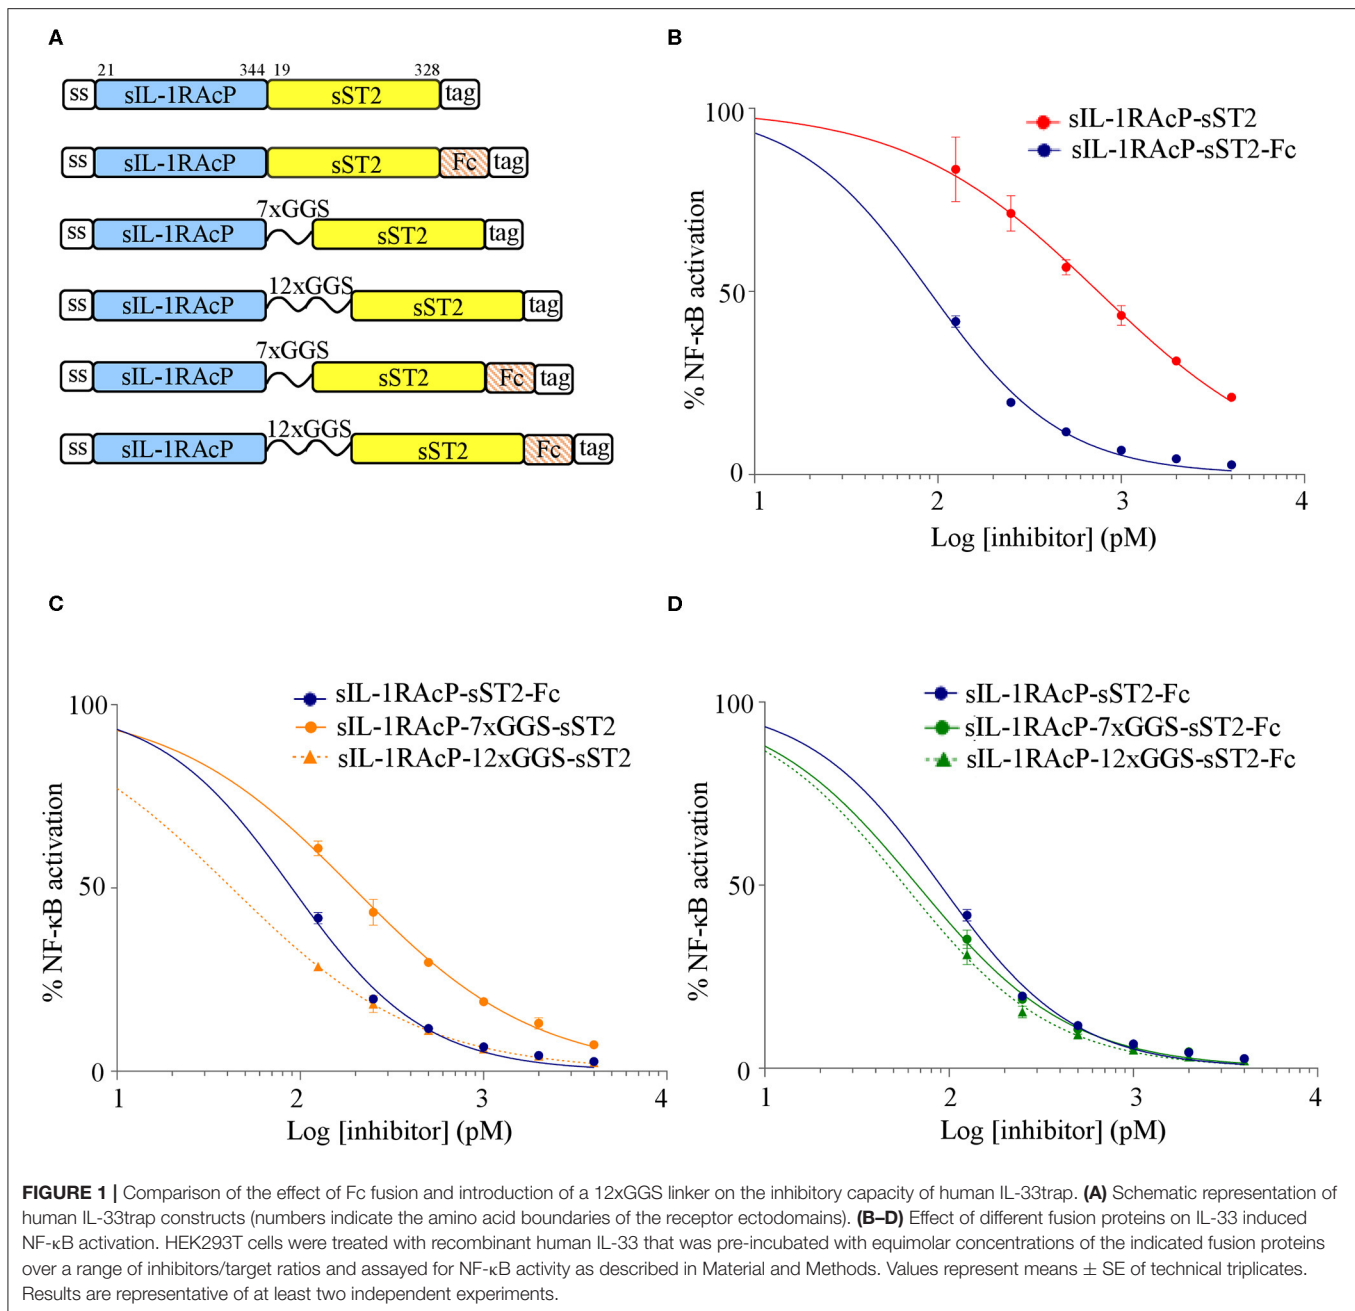 A
21 344 19 328
ss sIL-1RAcP sST2 tag
ss sIL-1RAcP sST2 Fc tag
7xGGS
ss sIL-1RAcP sST2 tag
12xGGS
ss sIL-1RAcP sST2 tag
7xGGS
ss sIL-1RAcP sST2 Fc tag
12xGGS
ss sIL-1RAcP sST2 Fc tag
B
sIL-1RAcP-sST2
sIL-1RAcP-sST2-Fc
% NF-κB activation
100
50
0
1 2 3 4
Log [inhibitor] (pM)
C
sIL-1RAcP-sST2-Fc
sIL-1RAcP-7xGGS-sST2
sIL-1RAcP-12xGGS-sST2
% NF-κB activation
100
50
0
1 2 3 4
Log [inhibitor] (pM)
D
sIL-1RAcP-sST2-Fc
sIL-1RAcP-7xGGS-sST2-Fc
sIL-1RAcP-12xGGS-sST2-Fc
% NF-κB activation
100
50
0
1 2 3 4
Log [inhibitor] (pM)
FIGURE 1 | Comparison of the effect of Fc fusion and introduction of a 12xGGS linker on the inhibitory capacity of human IL-33trap. (A) Schematic representation of
human IL-33trap constructs (numbers indicate the amino acid boundaries of the receptor ectodomains). (B–D) Effect of different fusion proteins on IL-33 induced
NF-κB activation. HEK293T cells were treated with recombinant human IL-33 that was pre-incubated with equimolar concentrations of the indicated fusion proteins
over a range of inhibitors/target ratios and assayed for NF-κB activity as described in Material and Methods. Values represent means ± SE of technical triplicates.
Results are representative of at least two independent experiments.